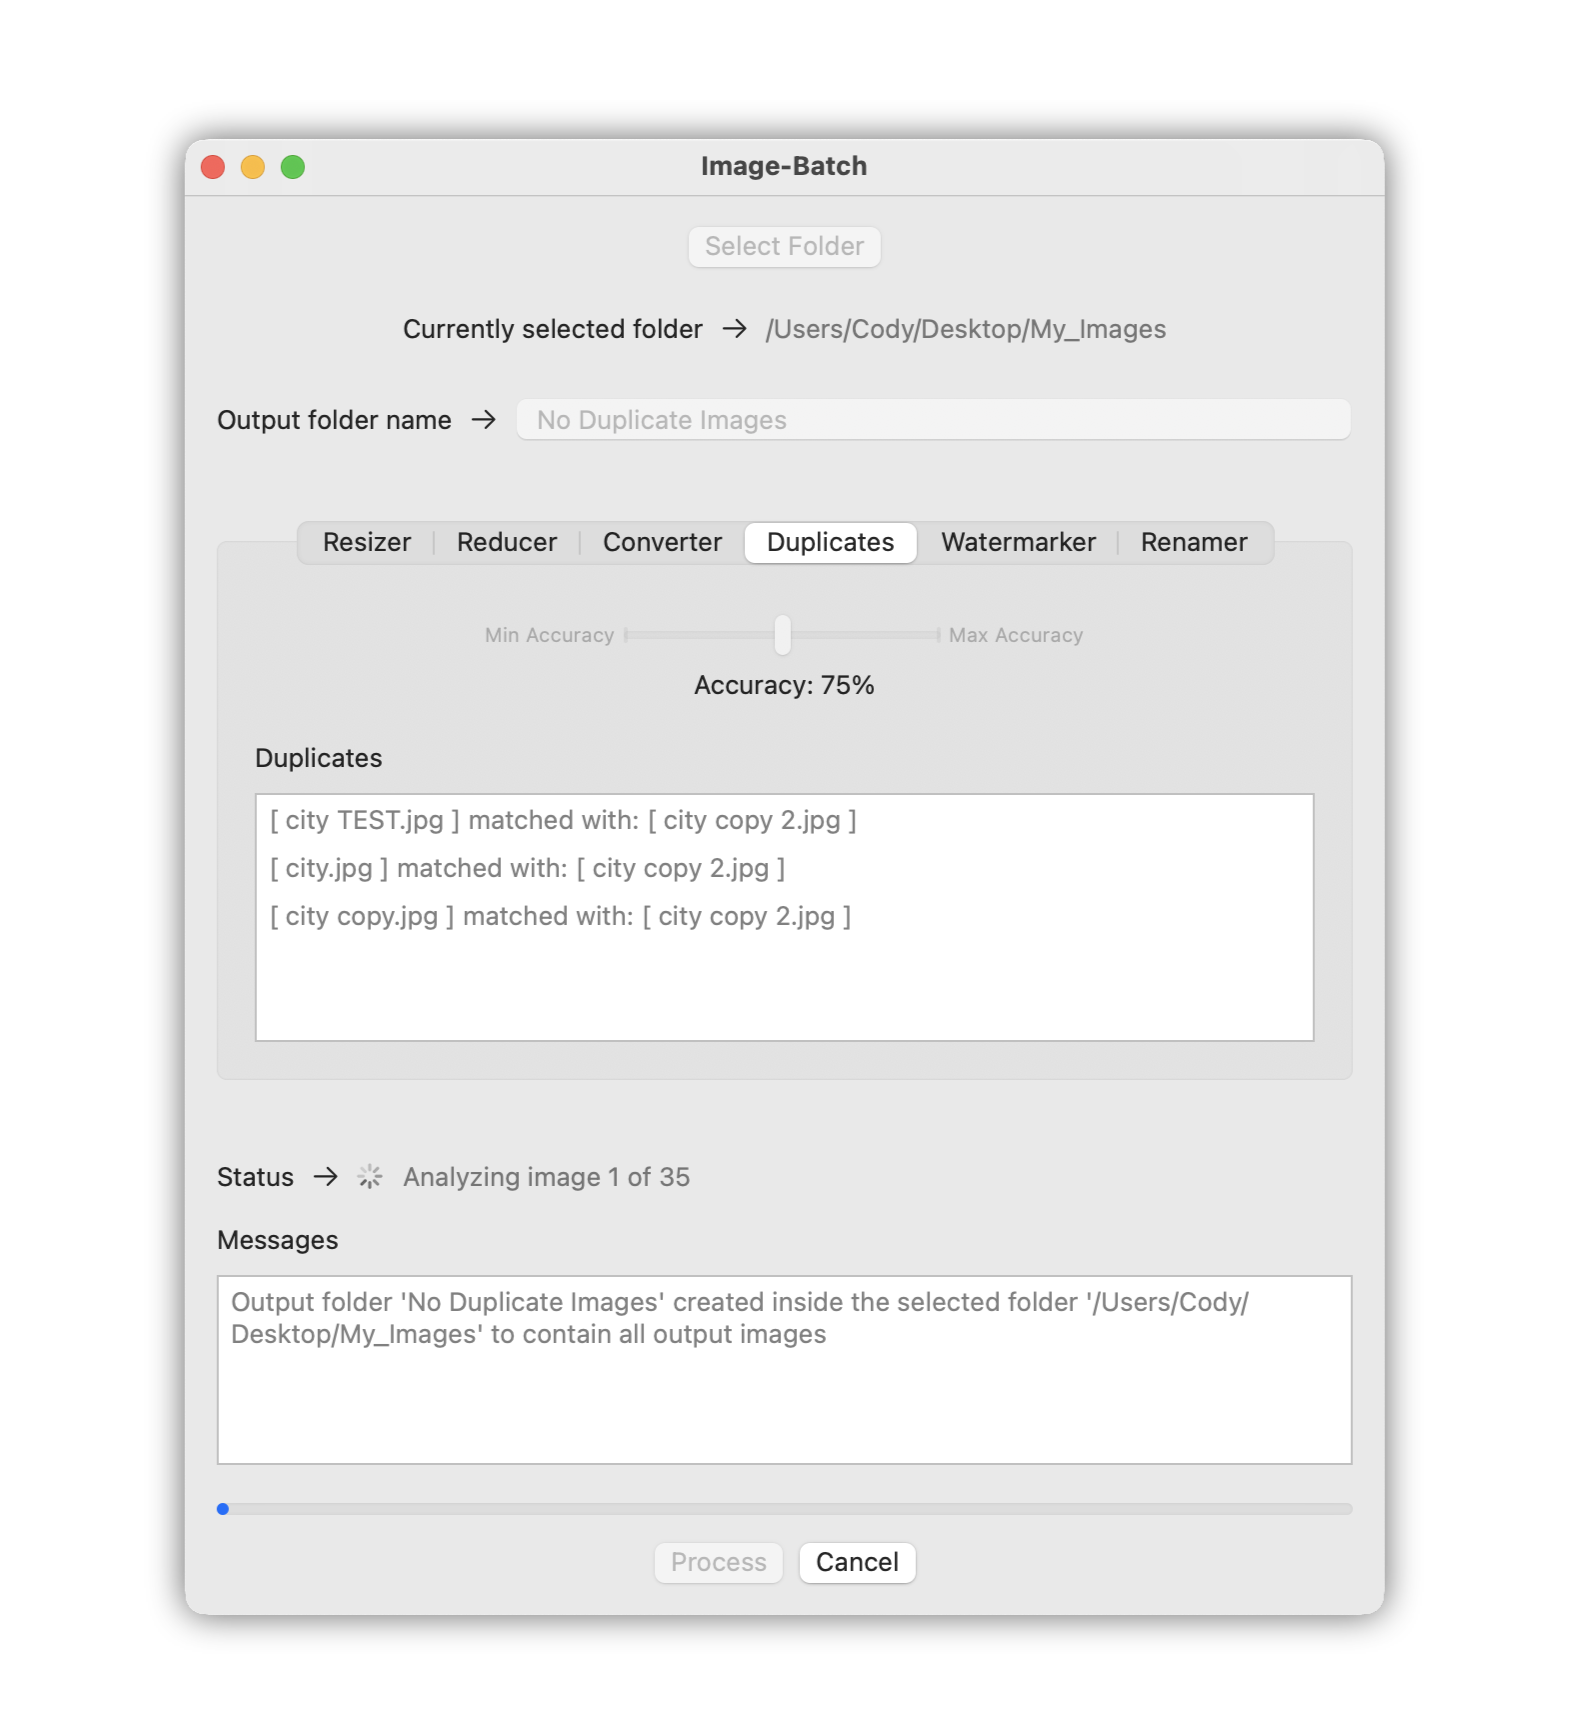 Image-Batch
Select Folder
Currently selected folder → /Users/Cody/Desktop/My_Images
Output folder name → No Duplicate Images
Resizer Reducer Converter Duplicates Watermarker Renamer
Min Accuracy Max Accuracy
Accuracy: 75%
Duplicates
[ city TEST.jpg ] matched with: [ city copy 2.jpg ]
[ city.jpg ] matched with: [ city copy 2.jpg ]
[ city copy.jpg ] matched with: [ city copy 2.jpg ]
Status → Analyzing image 1 of 35
Messages
Output folder 'No Duplicate Images' created inside the selected folder '/Users/Cody/
Desktop/My_Images' to contain all output images
Process Cancel